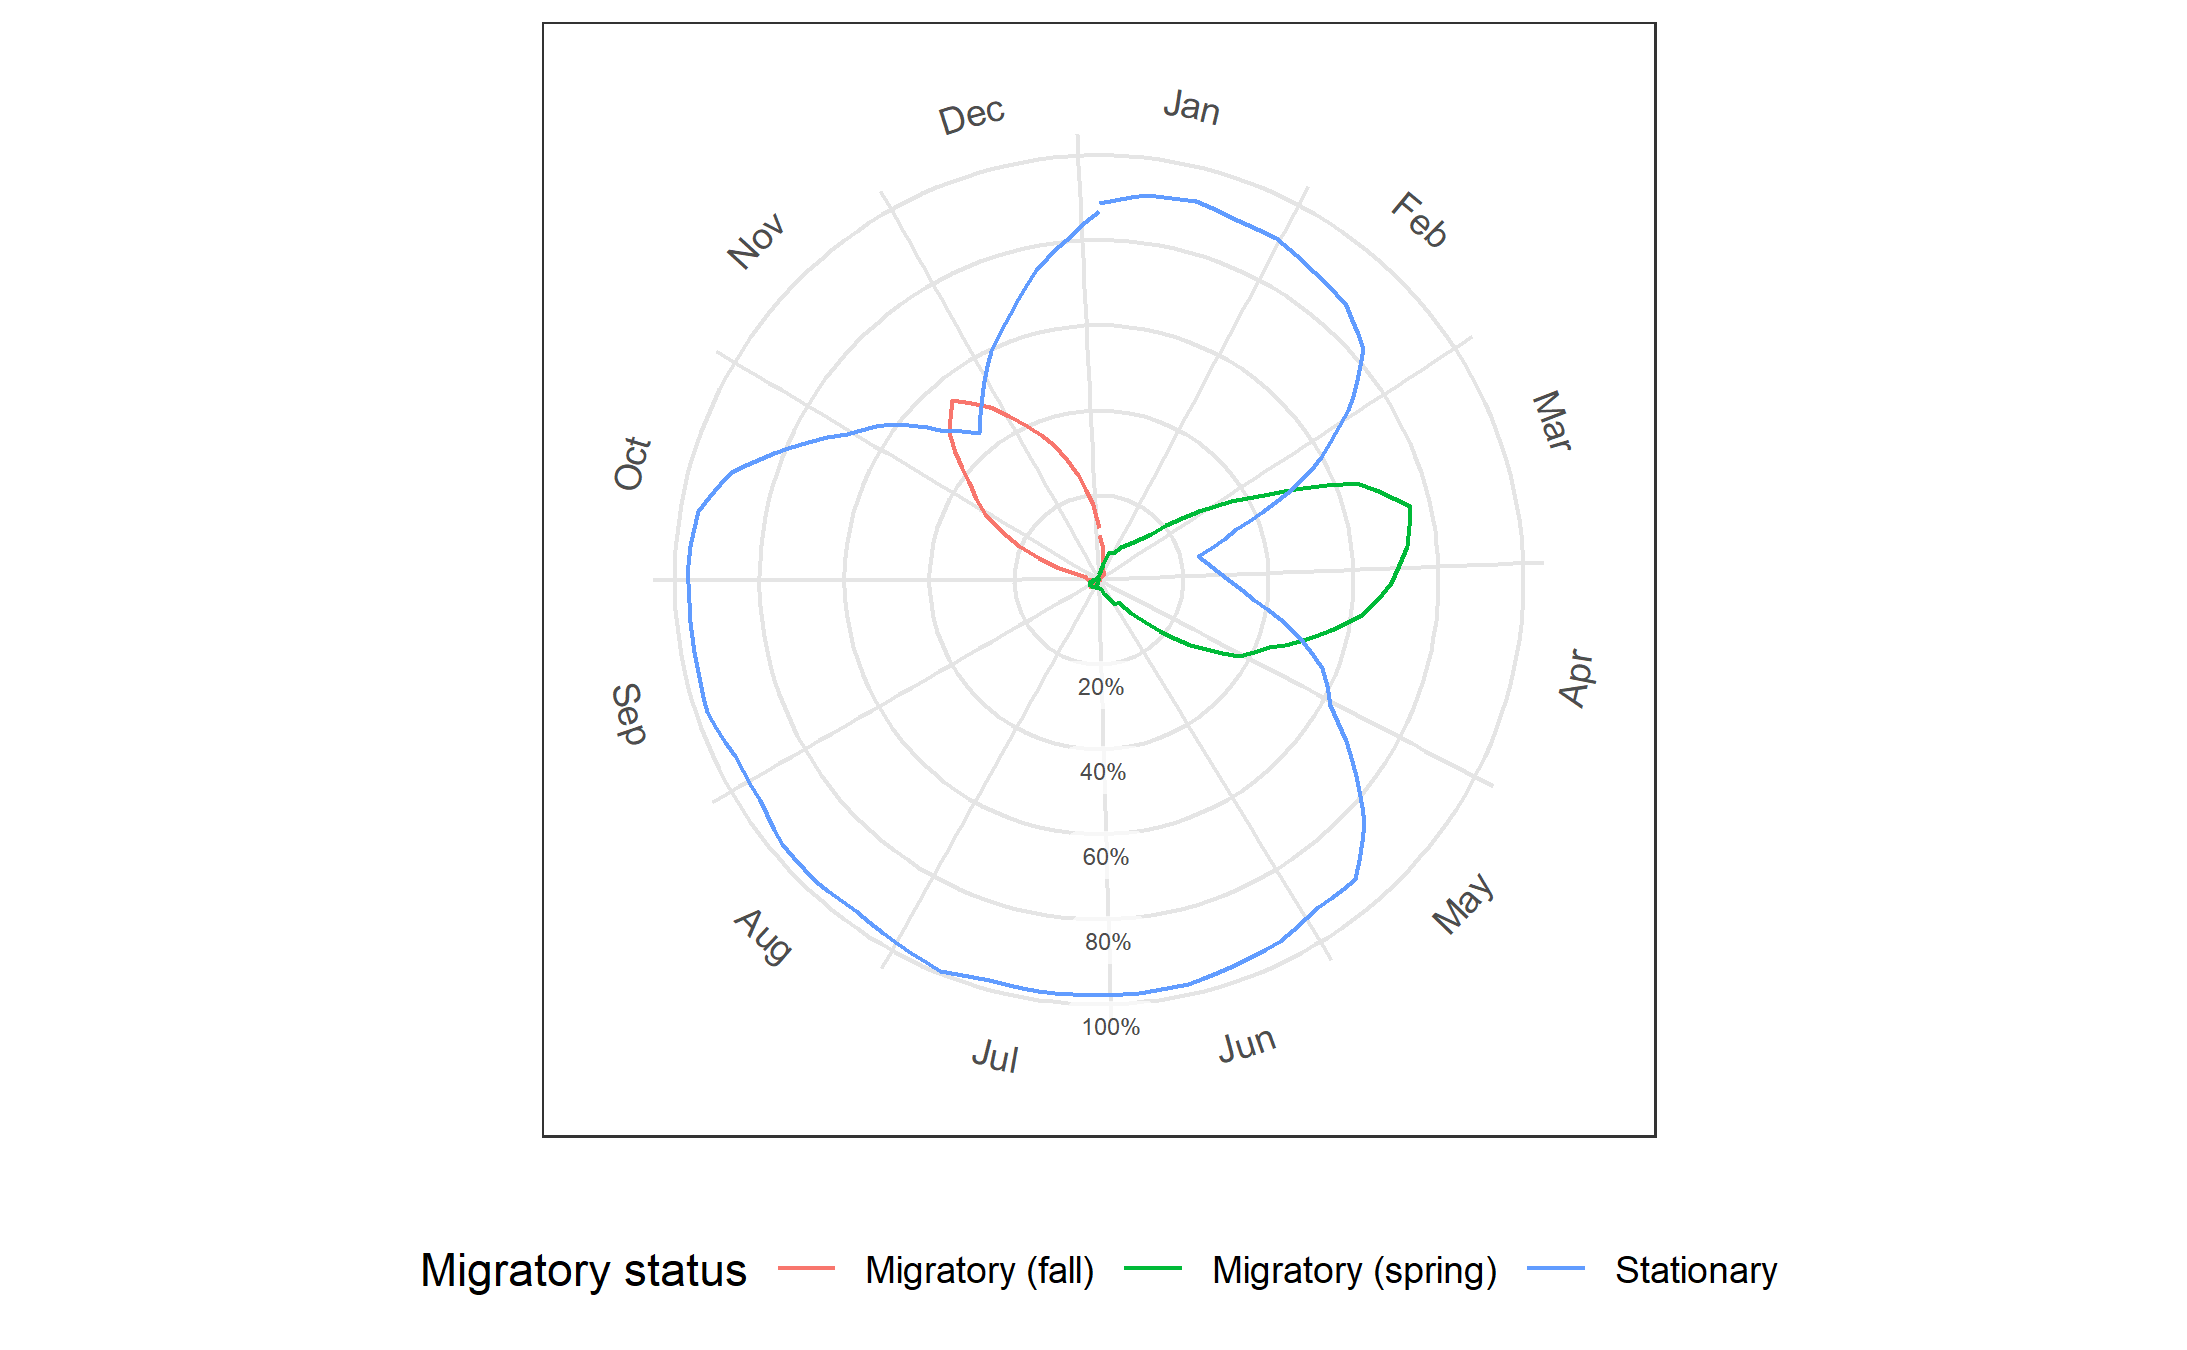 Dec
Jan
Nov
Feb
Mar
Oct
Apr
Sep
20%
40%
60%
80%
100%
May
Aug
Jun
Jul
Migratory status
Migratory (fall)
Migratory (spring)
Stationary